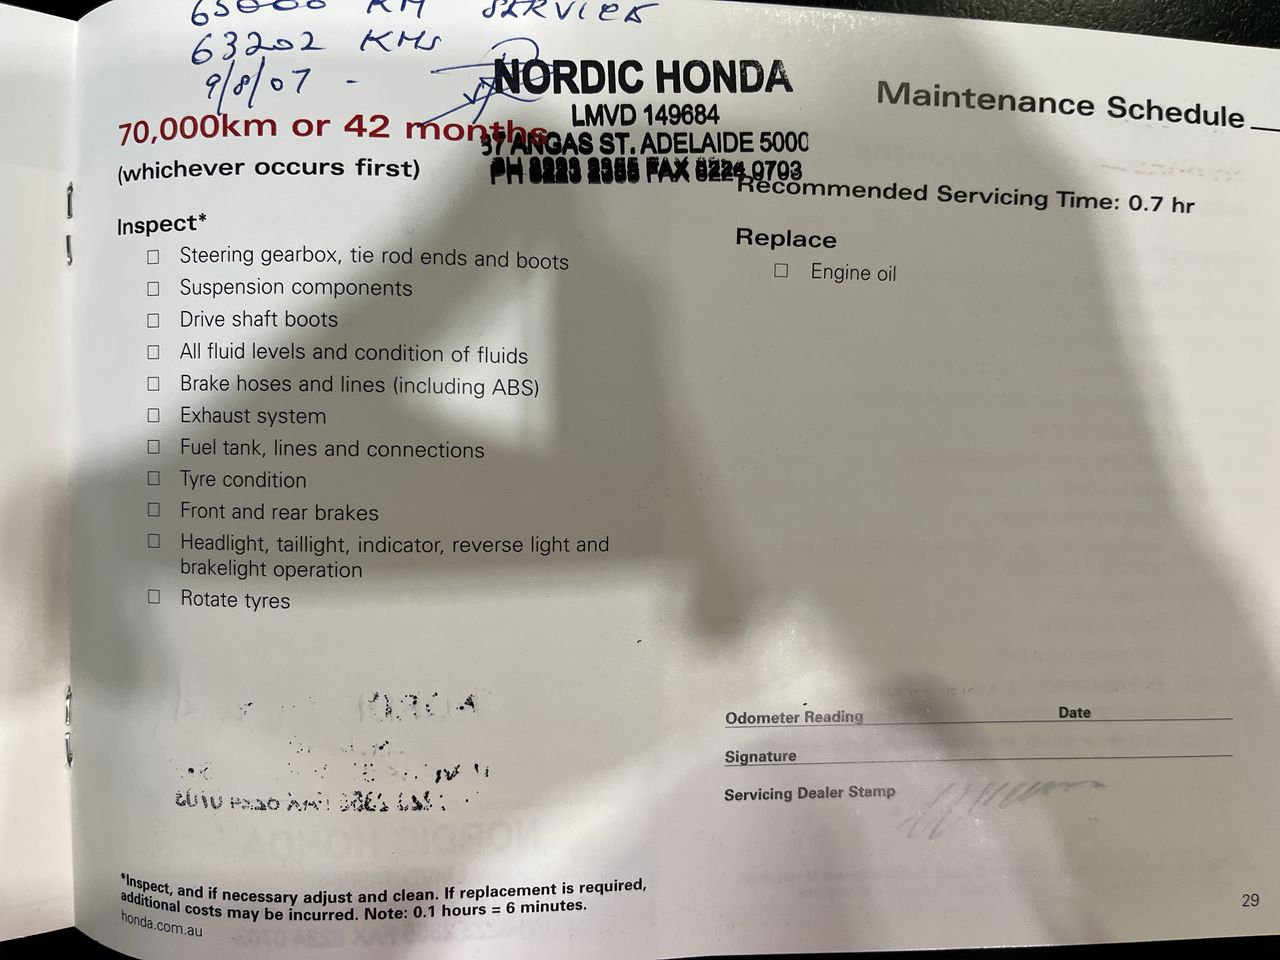 65000 KM SERVICE
63202 KMS
9/8/07 -
NORDIC HONDA
LMVD 149684
37 ANGAS ST. ADELAIDE 5000
PH 8223 2355 FAX 8224 0703
Maintenance Schedule
70,000km or 42 months
(whichever occurs first)
Recommended Servicing Time: 0.7 hr
Inspect*
Steering gearbox, tie rod ends and boots
Suspension components
Drive shaft boots
All fluid levels and condition of fluids
Brake hoses and lines (including ABS)
Exhaust system
Fuel tank, lines and connections
Tyre condition
Front and rear brakes
Headlight, taillight, indicator, reverse light and
brakelight operation
Rotate tyres
Replace
Engine oil
Odometer Reading Date
Signature
Servicing Dealer Stamp
*Inspect, and if necessary adjust and clean. If replacement is required,
additional costs may be incurred. Note: 0.1 hours = 6 minutes.
honda.com.au
29